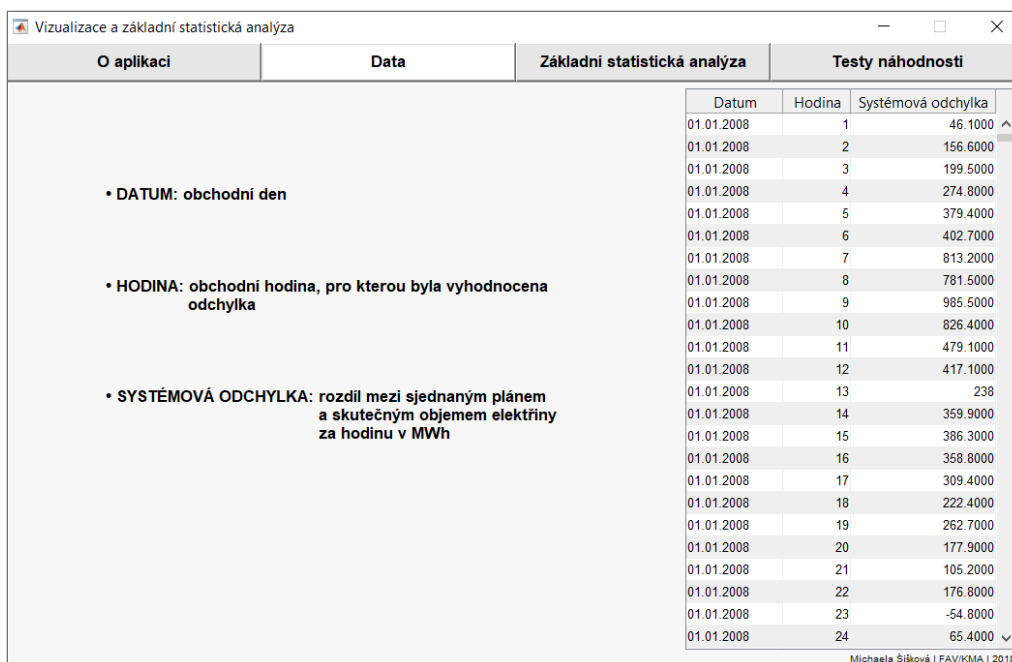 Vizualizace a základní statistická analýza
O aplikaci Data Základní statistická analýza Testy náhodnosti
• DATUM: obchodní den
• HODINA: obchodní hodina, pro kterou byla vyhodnocena
odchylka
• SYSTÉMOVÁ ODCHYLKA: rozdíl mezi sjednaným plánem
a skutečným objemem elektřiny
za hodinu v MWh
Datum Hodina Systémová odchylka
01.01.2008 1 46.1000
01.01.2008 2 156.6000
01.01.2008 3 199.5000
01.01.2008 4 274.8000
01.01.2008 5 379.4000
01.01.2008 6 402.7000
01.01.2008 7 813.2000
01.01.2008 8 781.5000
01.01.2008 9 985.5000
01.01.2008 10 826.4000
01.01.2008 11 479.1000
01.01.2008 12 417.1000
01.01.2008 13 238
01.01.2008 14 359.9000
01.01.2008 15 386.3000
01.01.2008 16 358.8000
01.01.2008 17 309.4000
01.01.2008 18 222.4000
01.01.2008 19 262.7000
01.01.2008 20 177.9000
01.01.2008 21 105.2000
01.01.2008 22 176.8000
01.01.2008 23 -54.8000
01.01.2008 24 65.4000
Michaela Šišková | FAV/KMA | 2018